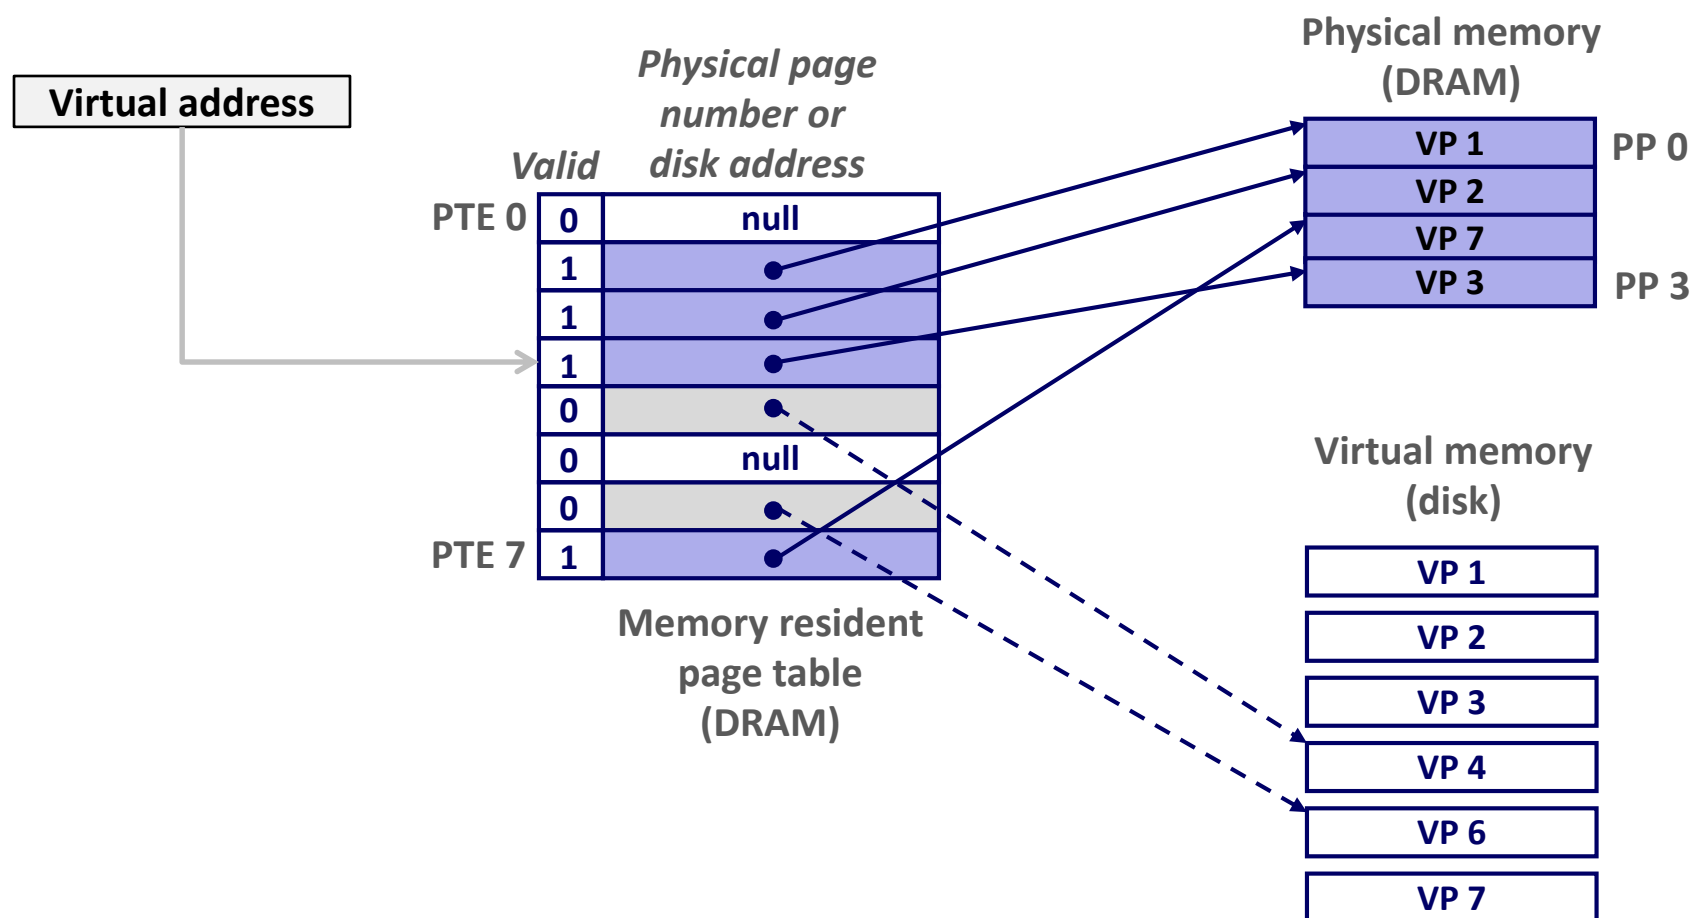 Virtual address
Physical page
number or
disk address
Valid
PTE 0
0
null
1
1
1
0
0
null
0
PTE 7
1
Memory resident
page table
(DRAM)
Physical memory
(DRAM)
VP 1
PP 0
VP 2
VP 7
VP 3
PP 3
Virtual memory
(disk)
VP 1
VP 2
VP 3
VP 4
VP 6
VP 7